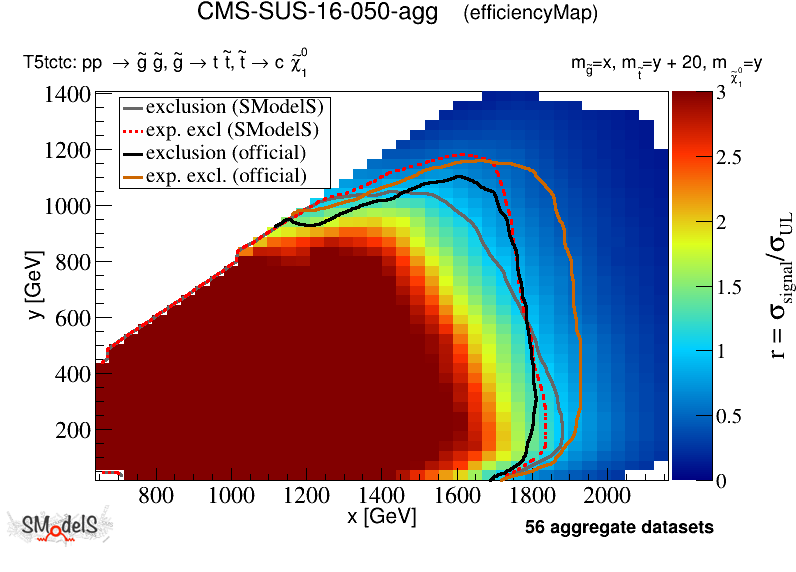 CMS-SUS-16-050-agg (efficiencyMap)
T5tctc: pp → g̃ g̃, g̃ → t t̃, t̃ → c χ̃₁⁰ m_g̃=x, m_t̃=y + 20, m_χ̃₁⁰=y
exclusion (SModelS)
exp. excl (SModelS)
exclusion (official)
exp. excl. (official)
1400
1200
1000
800
600
400
200
y [GeV]
800 1000 1200 1400 1600 1800 2000
x [GeV]
3
2.5
2
1.5
1
0.5
0
r = σ_signal/σ_UL
SModelS
56 aggregate datasets